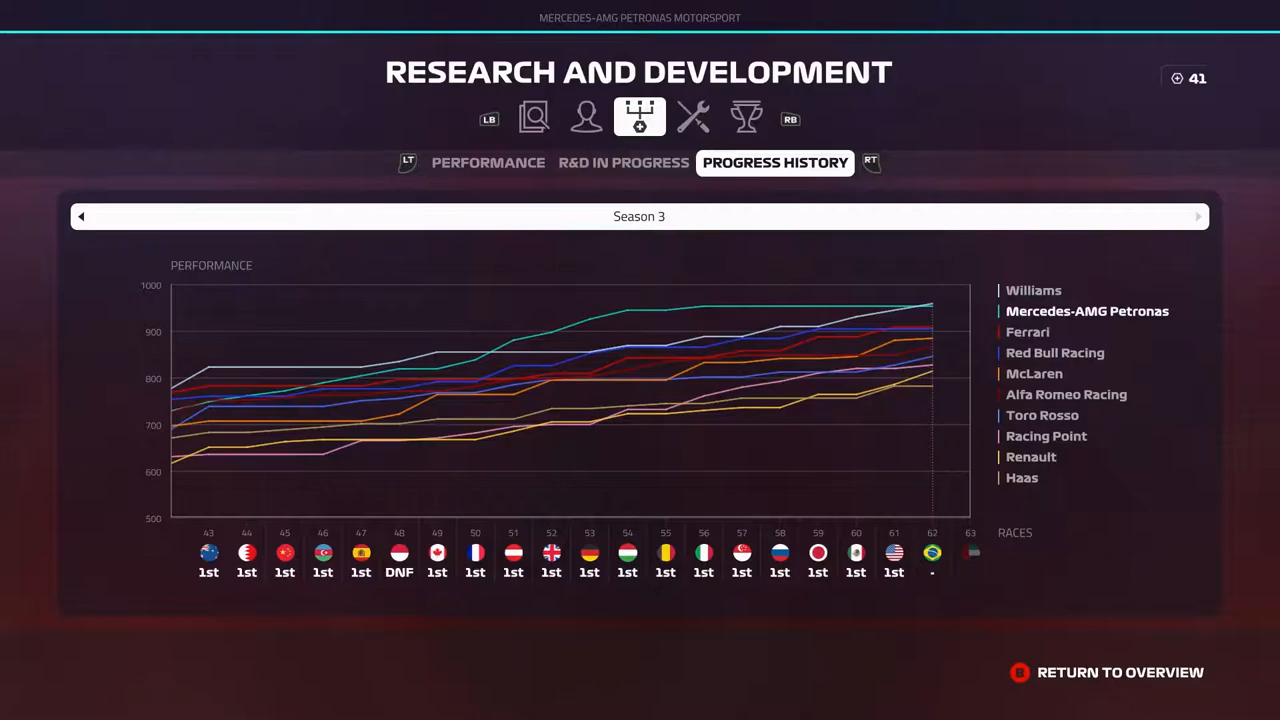 MERCEDES-AMG PETRONAS MOTORSPORT
RESEARCH AND DEVELOPMENT
41
LB
RB
LT
PERFORMANCE
R&D IN PROGRESS
PROGRESS HISTORY
RT
Season 3
PERFORMANCE
1000
900
800
700
600
500
Williams
Mercedes-AMG Petronas
Ferrari
Red Bull Racing
McLaren
Alfa Romeo Racing
Toro Rosso
Racing Point
Renault
Haas
43 44 45 46 47 48 49 50 51 52 53 54 55 56 57 58 59 60 61 62 63
RACES
1st 1st 1st 1st 1st DNF 1st 1st 1st 1st 1st 1st 1st 1st 1st 1st 1st 1st 1st -
B RETURN TO OVERVIEW